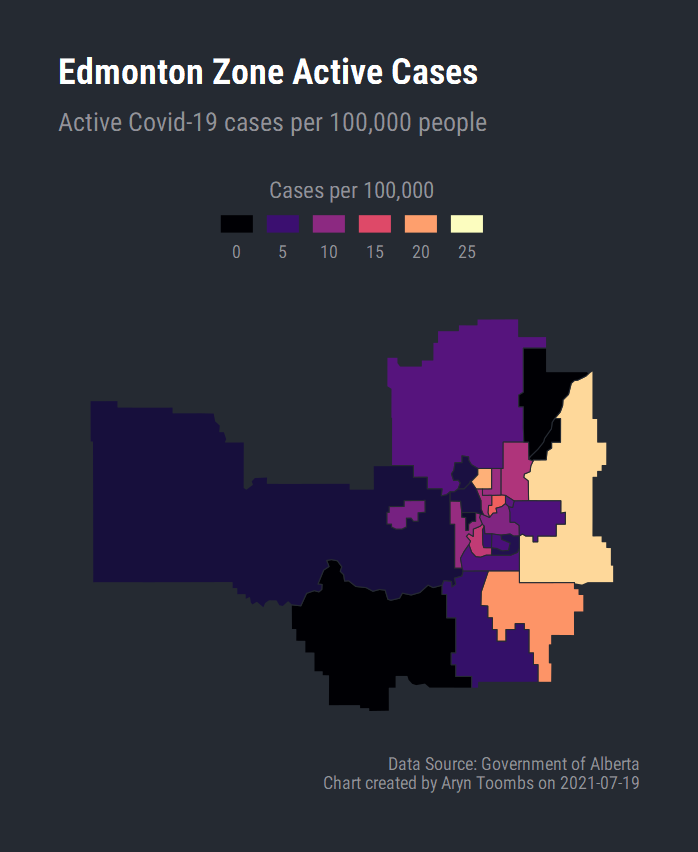 Edmonton Zone Active Cases
Active Covid-19 cases per 100,000 people
Cases per 100,000
0 5 10 15 20 25
Data Source: Government of Alberta
Chart created by Aryn Toombs on 2021-07-19